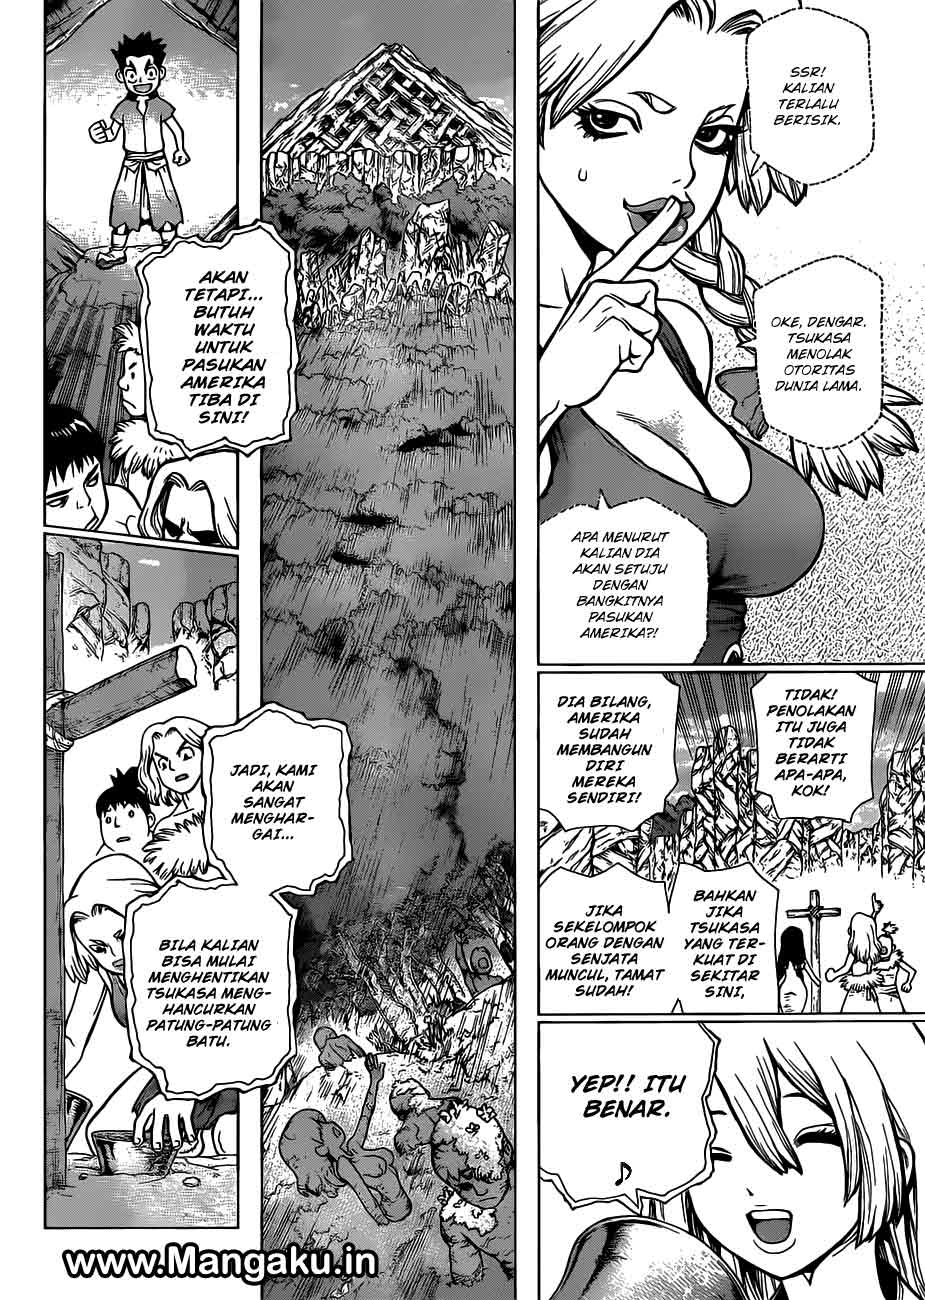 SSR!
KALIAN
TERLALU
BERISIK.
OKE, DENGAR.
TSUKASA
MENOLAK
OTORITAS
DUNIA LAMA.
APA MENURUT
KALIAN DIA
AKAN SETUJU
DENGAN
BANGKITNYA
PASUKAN
AMERIKA?!
TIDAK!
PENOLAKAN
ITU JUGA
TIDAK
BERARTI
APA-APA,
KOK!
DIA BILANG,
AMERIKA
SUDAH
MEMBANGUN
DIRI
MEREKA
SENDIRI!
BAHKAN
JIKA
TSUKASA
YANG TER-
KUAT DI
SEKITAR
SINI,
JIKA
SEKELOMPOK
ORANG DENGAN
SENJATA
MUNCUL, TAMAT
SUDAH!
YEP!! ITU
BENAR.
AKAN
TETAPI...
BUTUH
WAKTU
UNTUK
PASUKAN
AMERIKA
TIBA DI
SINI!
JADI, KAMI
AKAN
SANGAT
MENGHAR-
GAI...
BILA KALIAN
BISA MULAI
MENGHENTIKAN
TSUKASA MENG-
HANCURKAN
PATUNG-PATUNG
BATU.
www.Mangaku.in